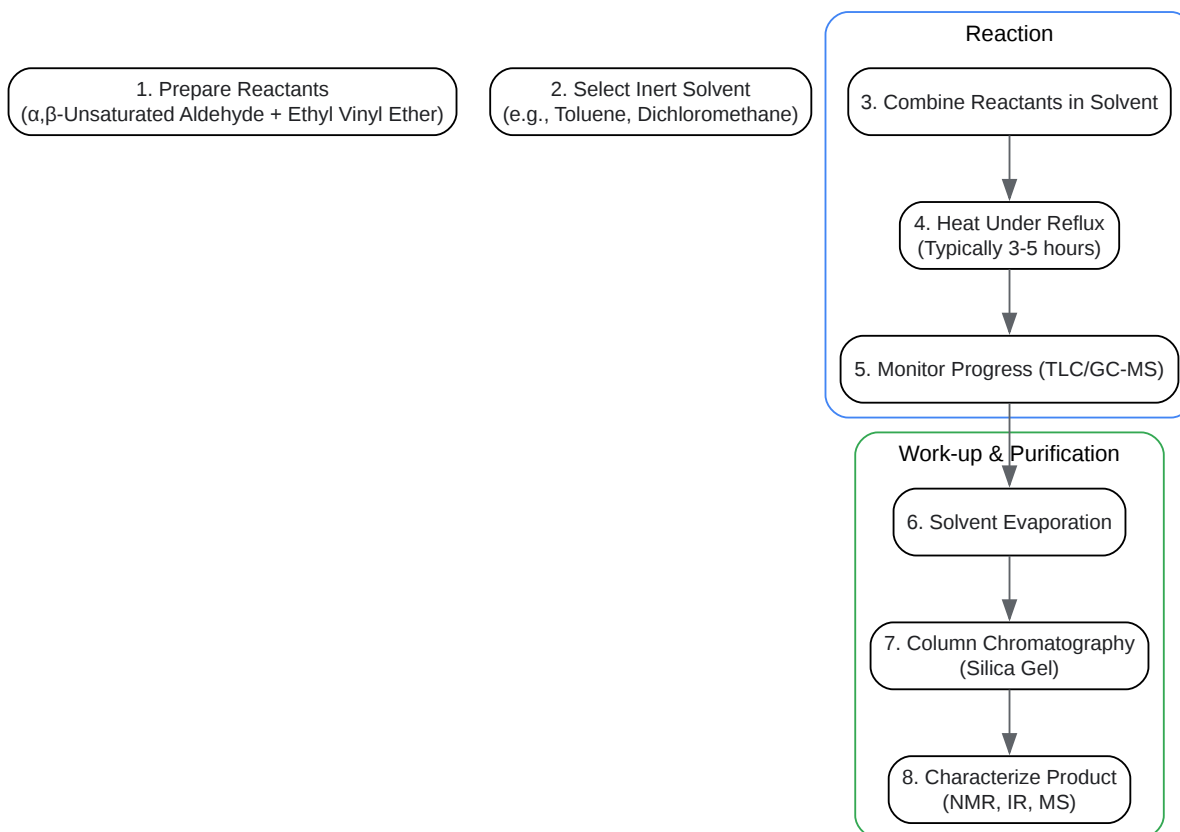 Reaction
1. Prepare Reactants
(α,β-Unsaturated Aldehyde + Ethyl Vinyl Ether)
2. Select Inert Solvent
(e.g., Toluene, Dichloromethane)
3. Combine Reactants in Solvent
4. Heat Under Reflux
(Typically 3-5 hours)
5. Monitor Progress (TLC/GC-MS)
Work-up & Purification
6. Solvent Evaporation
7. Column Chromatography
(Silica Gel)
8. Characterize Product
(NMR, IR, MS)